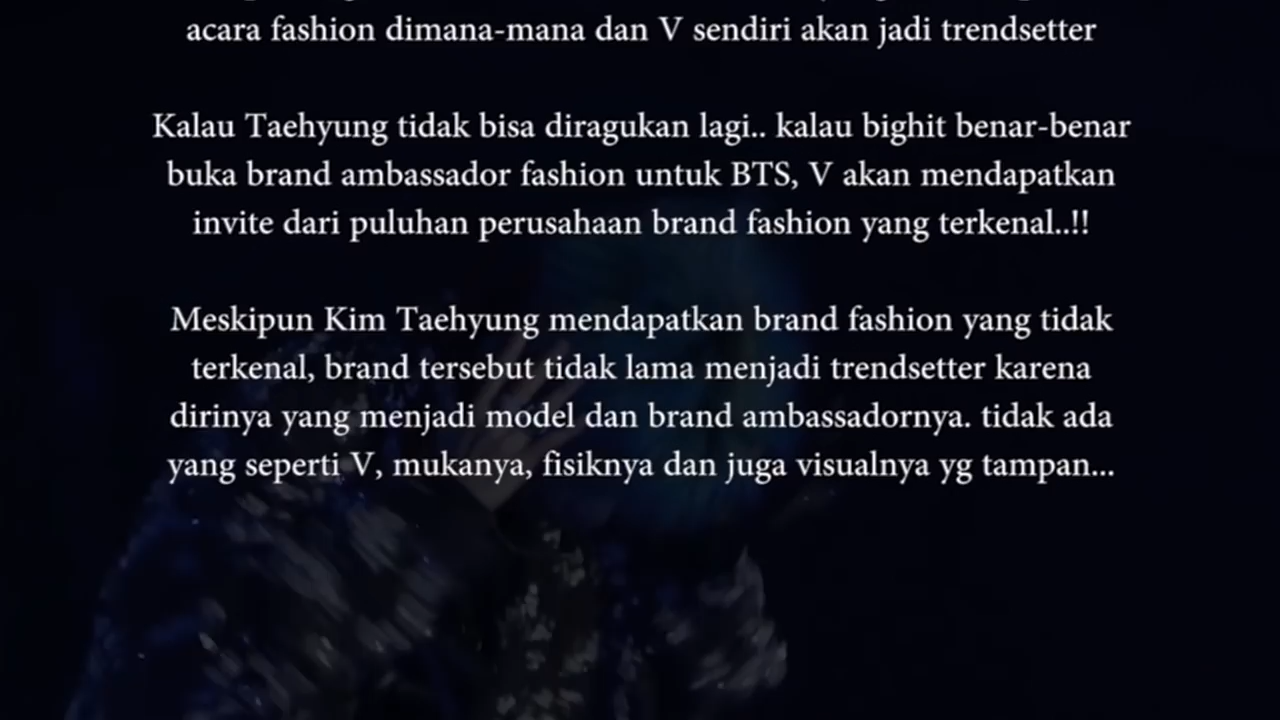 acara fashion dimana-mana dan V sendiri akan jadi trendsetter
Kalau Taehyung tidak bisa diragukan lagi.. kalau bighit benar-benar
buka brand ambassador fashion untuk BTS, V akan mendapatkan
invite dari puluhan perusahaan brand fashion yang terkenal..!!
Meskipun Kim Taehyung mendapatkan brand fashion yang tidak
terkenal, brand tersebut tidak lama menjadi trendsetter karena
dirinya yang menjadi model dan brand ambassadornya. tidak ada
yang seperti V, mukanya, fisiknya dan juga visualnya yg tampan...